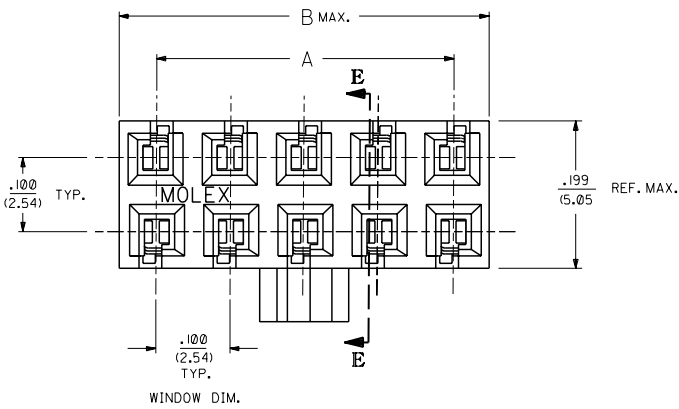 B MAX.
A
E
.100
(2.54)
TYP.
MOLEX
.199
(5.05
REF. MAX.
.100
(2.54)
TYP.
E
WINDOW DIM.